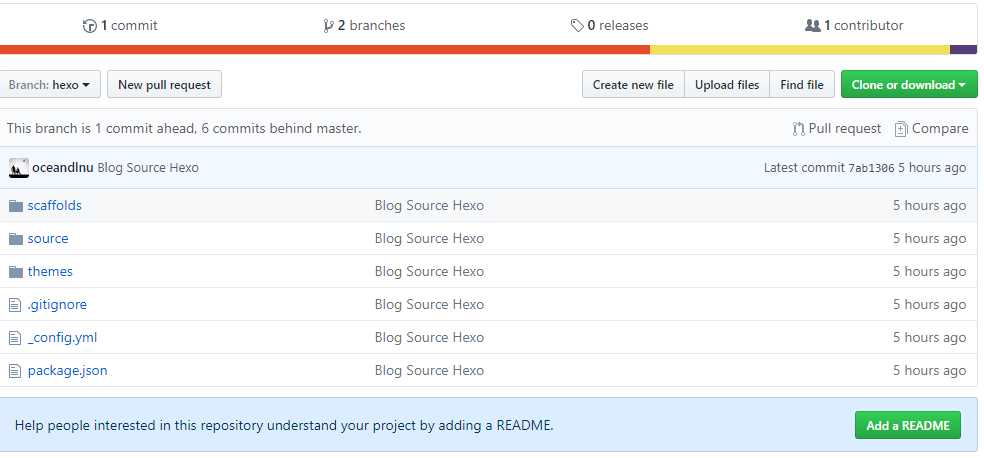 1 commit 2 branches 0 releases 1 contributor
Branch: hexo New pull request Create new file Upload files Find file Clone or download
This branch is 1 commit ahead, 6 commits behind master. Pull request Compare
oceandlnu Blog Source Hexo Latest commit 7ab1306 5 hours ago
scaffolds Blog Source Hexo 5 hours ago
source Blog Source Hexo 5 hours ago
themes Blog Source Hexo 5 hours ago
.gitignore Blog Source Hexo 5 hours ago
_config.yml Blog Source Hexo 5 hours ago
package.json Blog Source Hexo 5 hours ago
Help people interested in this repository understand your project by adding a README. Add a README